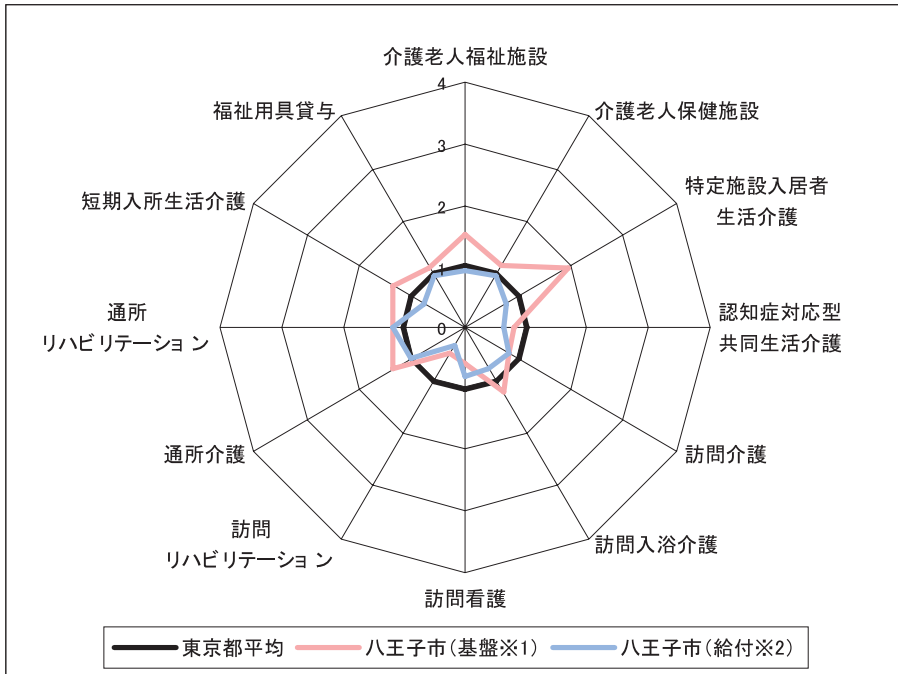 介護老人福祉施設
介護老人保健施設
特定施設入居者
生活介護
認知症対応型
共同生活介護
訪問介護
訪問入浴介護
訪問看護
訪問
リハビリテーション
通所介護
通所
リハビリテーション
短期入所生活介護
福祉用具貸与
4
3
2
1
0
東京都平均
八王子市(基盤※1)
八王子市(給付※2)